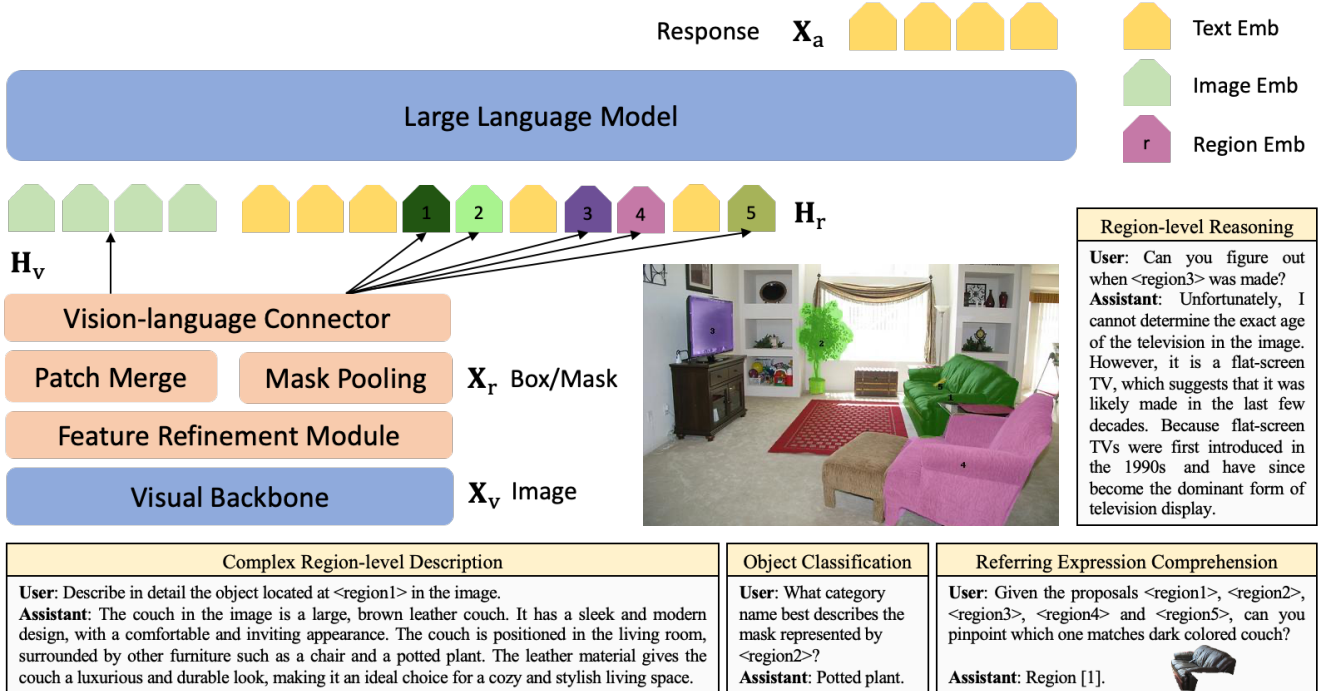 Response Xa
Text Emb
Image Emb
r Region Emb
Large Language Model
1 2 3 4 5 Hr
Hv
Vision-language Connector
Patch Merge
Mask Pooling
Xr Box/Mask
Feature Refinement Module
Visual Backbone
Xv Image
3
2
1
4
Region-level Reasoning
User: Can you figure out
when <region3> was made?
Assistant: Unfortunately, I
cannot determine the exact age
of the television in the image.
However, it is a flat-screen
TV, which suggests that it was
likely made in the last few
decades. Because flat-screen
TVs were first introduced in
the 1990s and have since
become the dominant form of
television display.
Complex Region-level Description
User: Describe in detail the object located at <region1> in the image.
Assistant: The couch in the image is a large, brown leather couch. It has a sleek and modern
design, with a comfortable and inviting appearance. The couch is positioned in the living room,
surrounded by other furniture such as a chair and a potted plant. The leather material gives the
couch a luxurious and durable look, making it an ideal choice for a cozy and stylish living space.
Object Classification
User: What category
name best describes the
mask represented by
<region2>?
Assistant: Potted plant.
Referring Expression Comprehension
User: Given the proposals <region1>, <region2>,
<region3>, <region4> and <region5>, can you
pinpoint which one matches dark colored couch?
Assistant: Region [1].